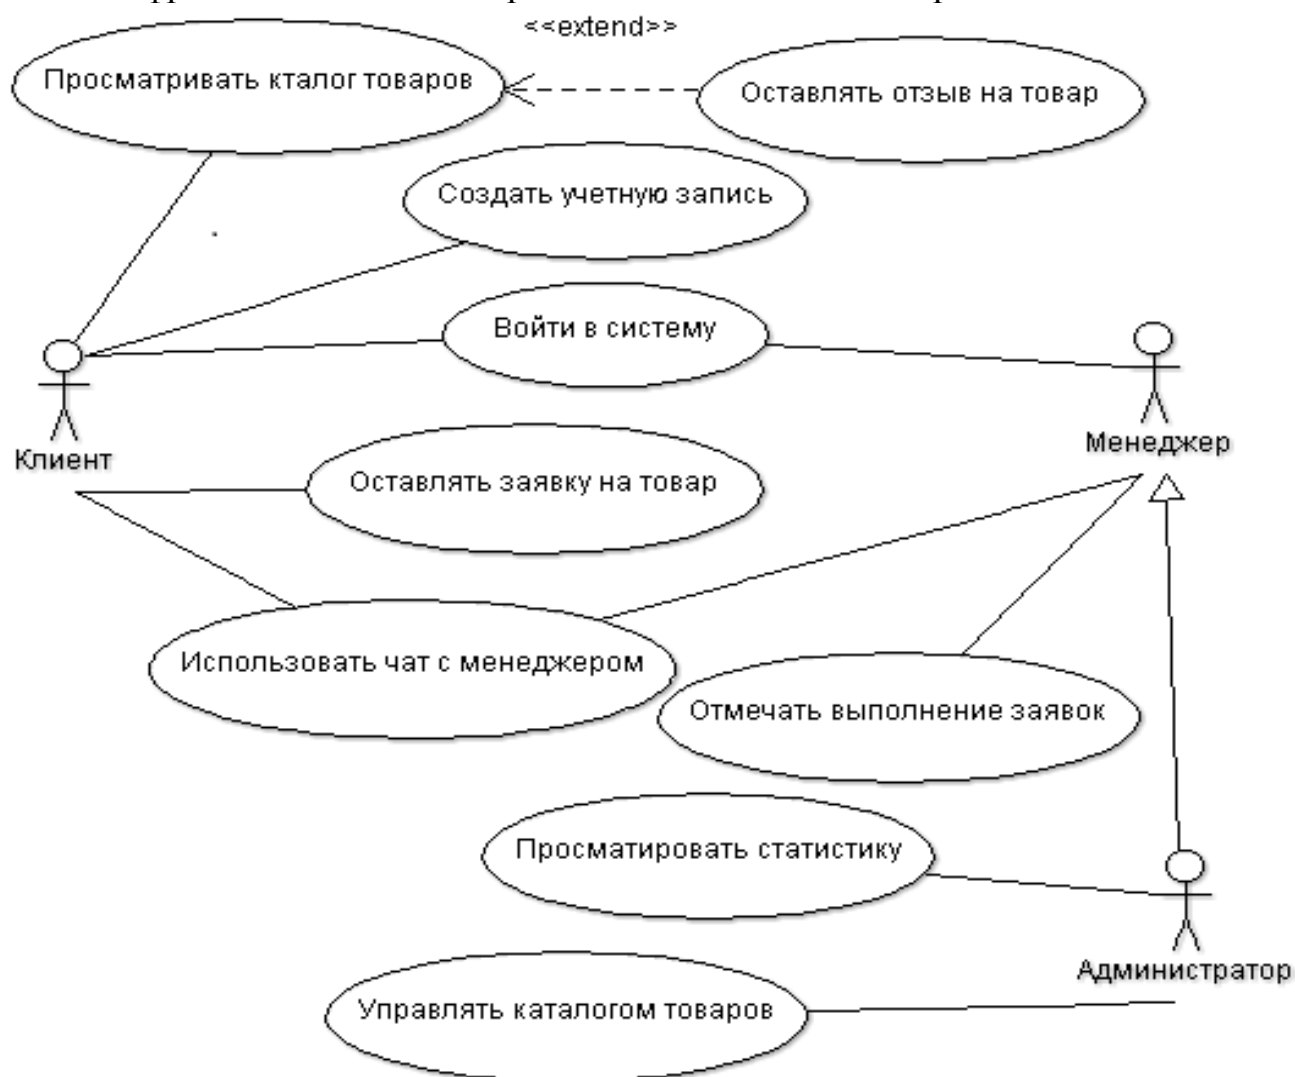 <<extend>>
Просматривать кталог товаров
Оставлять отзыв на товар
Создать учетную запись
Войти в систему
Клиент
Менеджер
Оставлять заявку на товар
Использовать чат с менеджером
Отмечать выполнение заявок
Просматировать статистику
Администратор
Управлять каталогом товаров